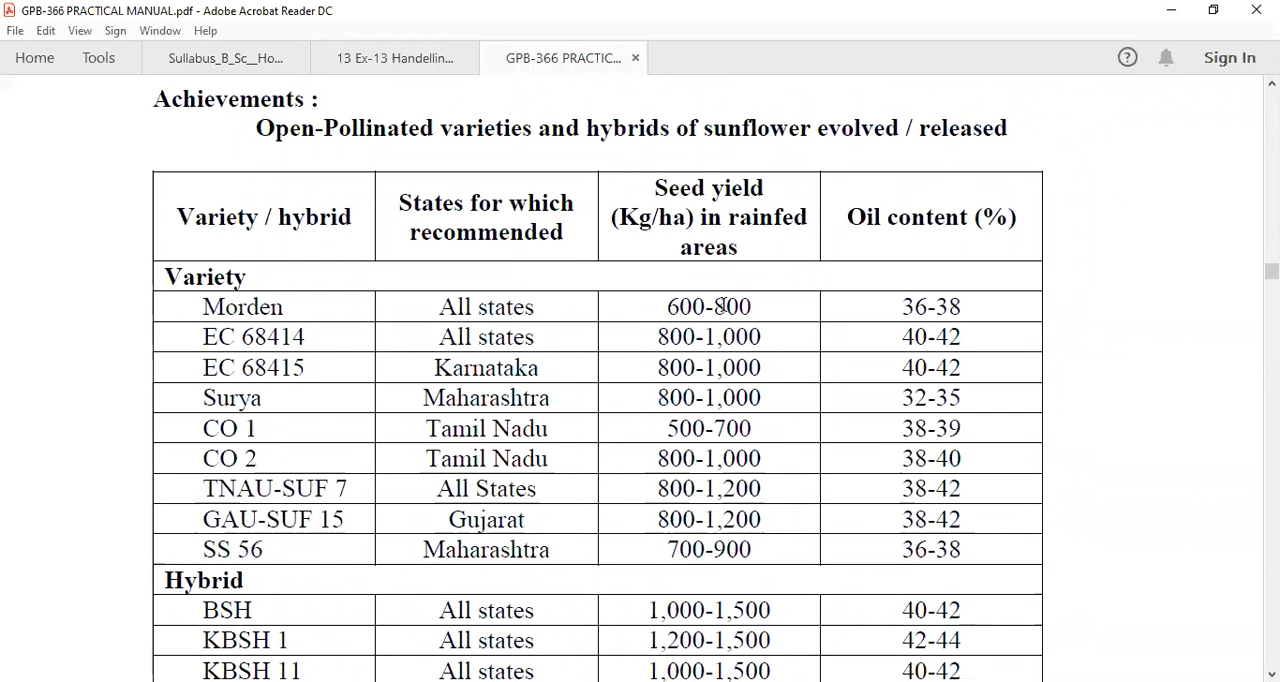 GPB-366 PRACTICAL MANUAL.pdf - Adobe Acrobat Reader DC
File Edit View Sign Window Help
Home Tools Sullabus_B_Sc__Ho... 13 Ex-13 Handelling... GPB-366 PRACTIC... × ? Sign In
Achievements :
Open-Pollinated varieties and hybrids of sunflower evolved / released
Variety / hybrid States for which recommended Seed yield (Kg/ha) in rainfed areas Oil content (%)
Variety
Morden All states 600-800 36-38
EC 68414 All states 800-1,000 40-42
EC 68415 Karnataka 800-1,000 40-42
Surya Maharashtra 800-1,000 32-35
CO 1 Tamil Nadu 500-700 38-39
CO 2 Tamil Nadu 800-1,000 38-40
TNAU-SUF 7 All States 800-1,200 38-42
GAU-SUF 15 Gujarat 800-1,200 38-42
SS 56 Maharashtra 700-900 36-38
Hybrid
BSH All states 1,000-1,500 40-42
KBSH 1 All states 1,200-1,500 42-44
KBSH 11 All states 1,000-1,500 40-42